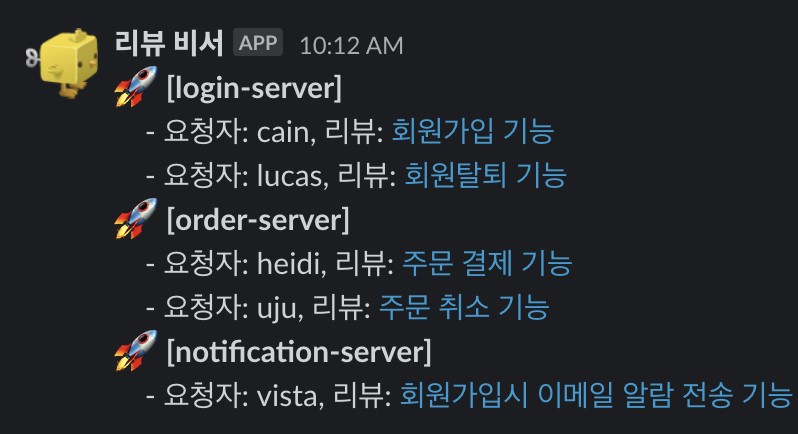 리뷰 비서 APP 10:12 AM
🚀 [login-server]
- 요청자: cain, 리뷰: 회원가입 기능
- 요청자: lucas, 리뷰: 회원탈퇴 기능
🚀 [order-server]
- 요청자: heidi, 리뷰: 주문 결제 기능
- 요청자: uju, 리뷰: 주문 취소 기능
🚀 [notification-server]
- 요청자: vista, 리뷰: 회원가입시 이메일 알람 전송 기능